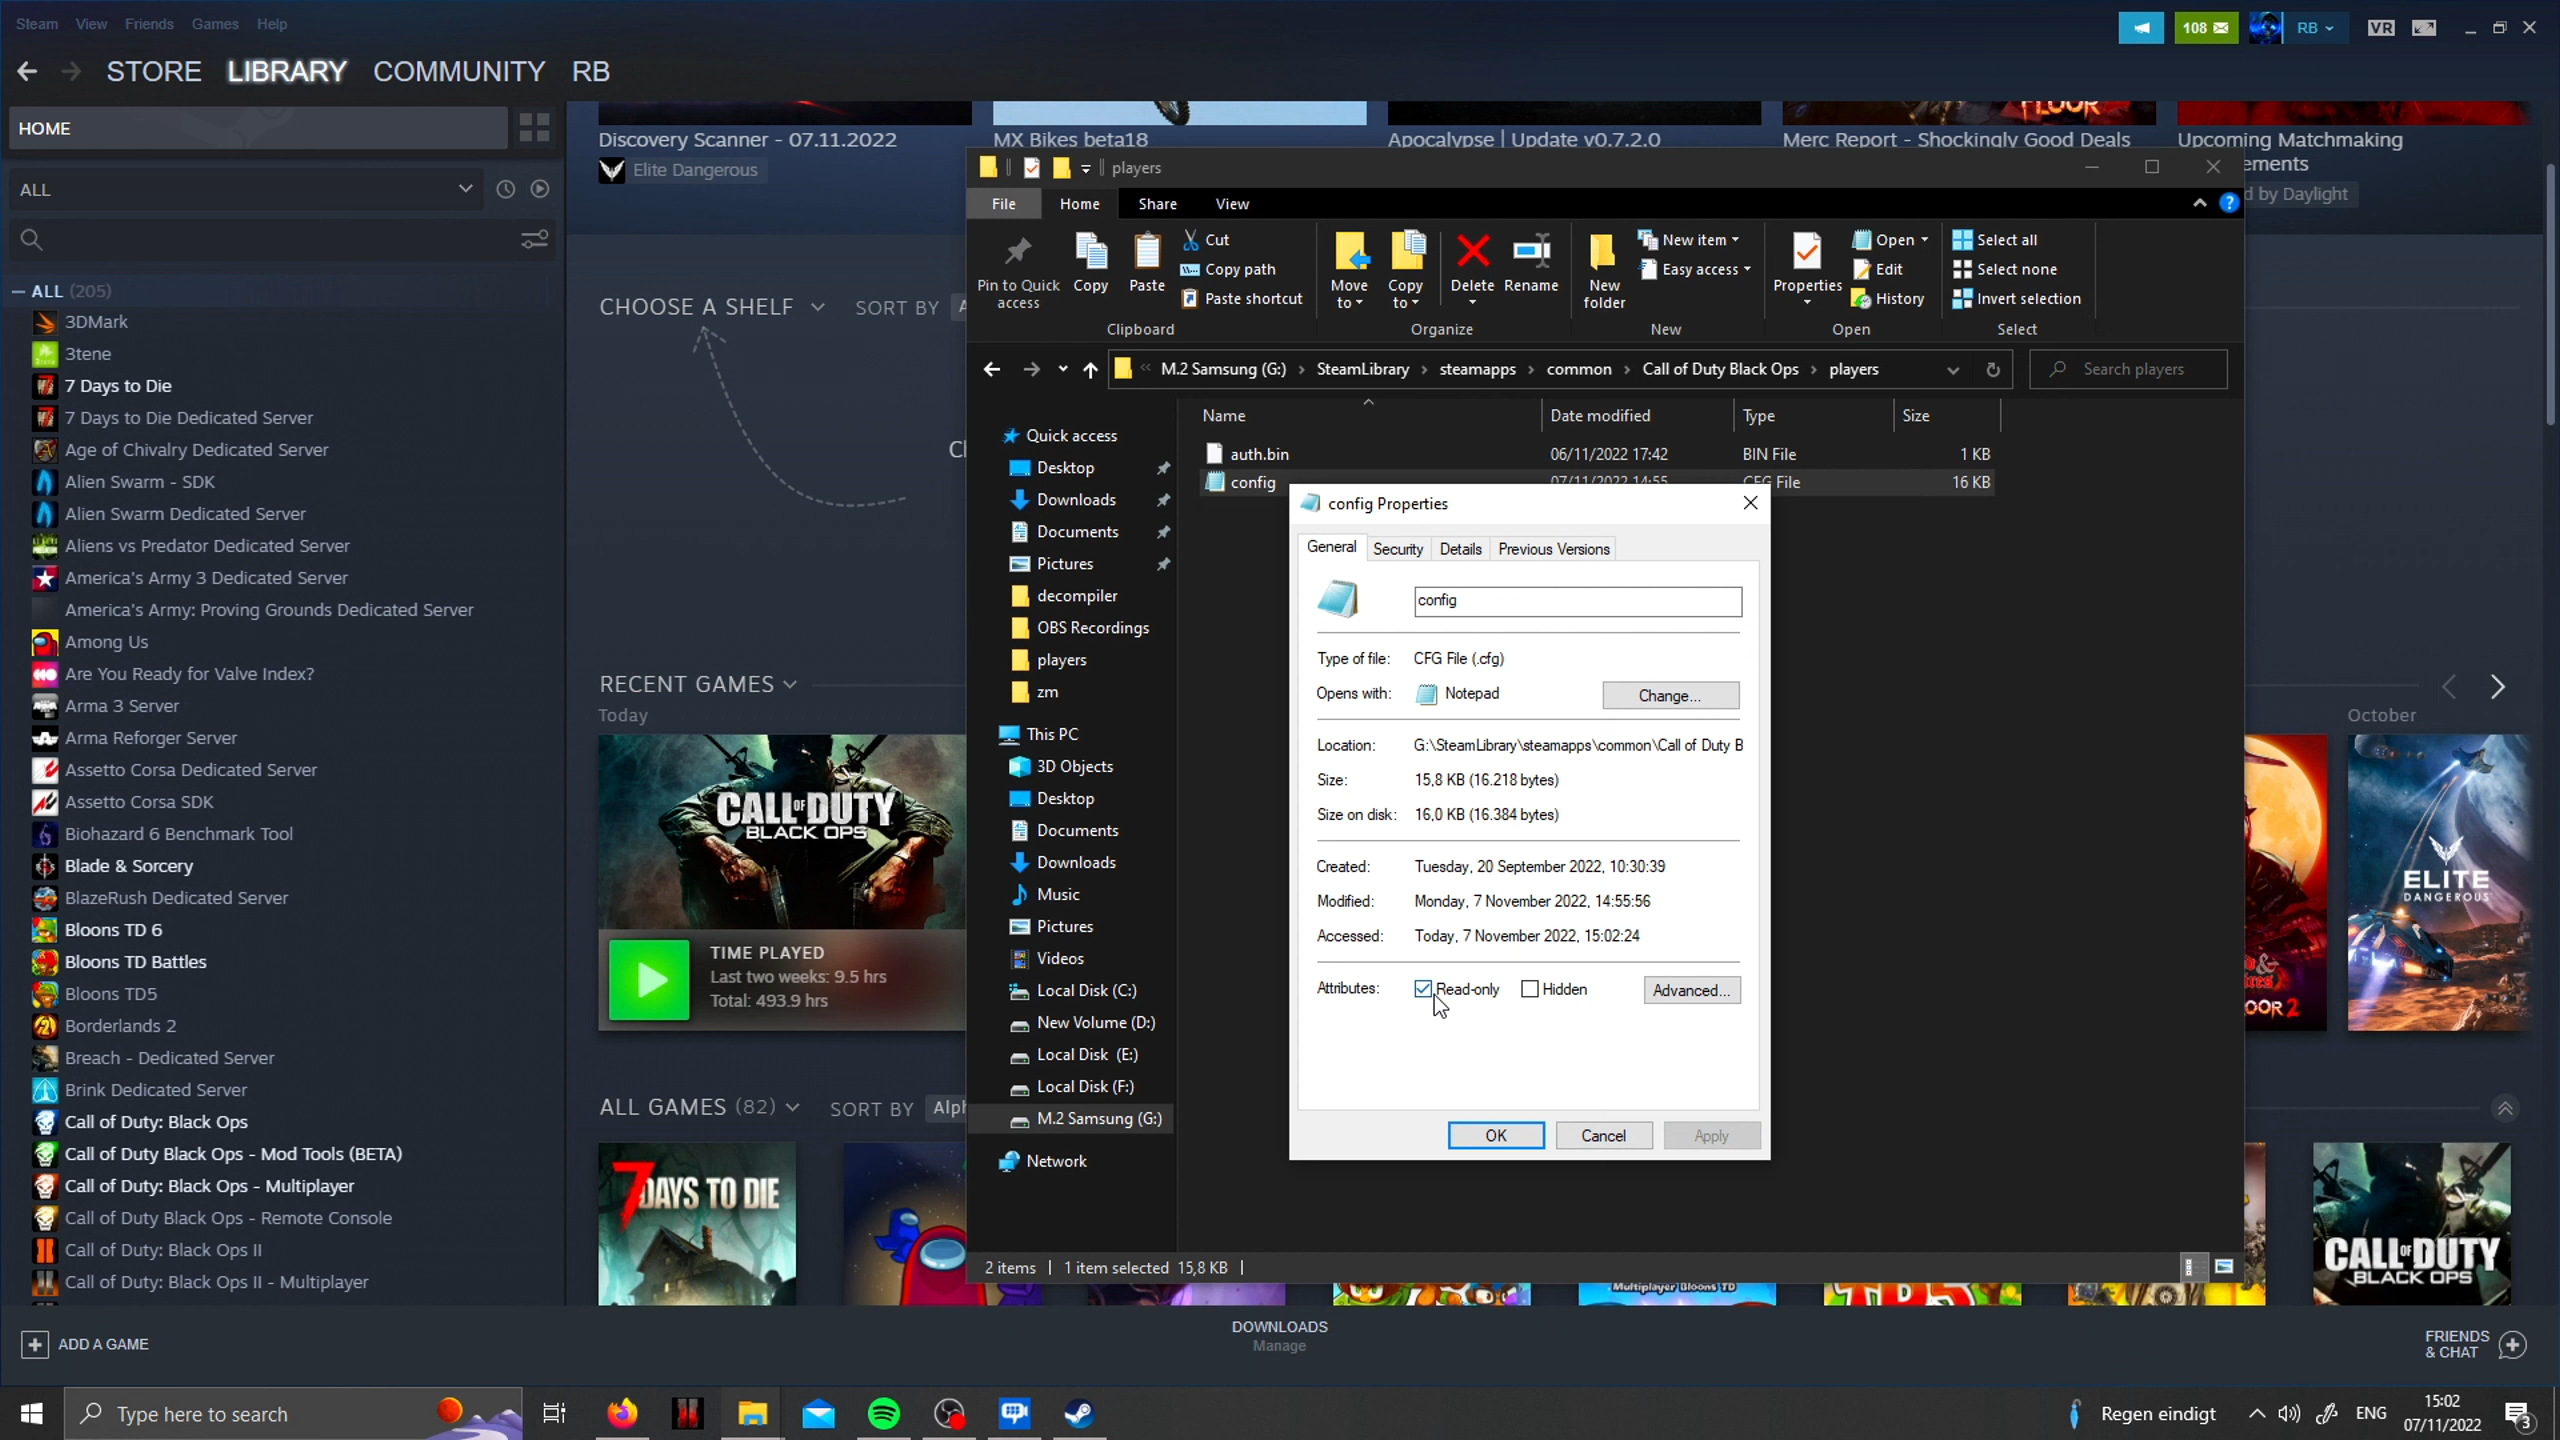 Steam View Friends Games Help
108
RB
VR
STORE LIBRARY COMMUNITY RB
HOME
ALL
ALL (205)
3DMark
3tene
7 Days to Die
7 Days to Die Dedicated Server
Age of Chivalry Dedicated Server
Alien Swarm - SDK
Alien Swarm Dedicated Server
Aliens vs Predator Dedicated Server
America's Army 3 Dedicated Server
America's Army: Proving Grounds Dedicated Server
Among Us
Are You Ready for Valve Index?
Arma 3 Server
Arma Reforger Server
Assetto Corsa Dedicated Server
Assetto Corsa SDK
Biohazard 6 Benchmark Tool
Blade & Sorcery
BlazeRush Dedicated Server
Bloons TD 6
Bloons TD Battles
Bloons TD5
Borderlands 2
Breach - Dedicated Server
Brink Dedicated Server
Call of Duty: Black Ops
Call of Duty Black Ops - Mod Tools (BETA)
Call of Duty: Black Ops - Multiplayer
Call of Duty Black Ops - Remote Console
Call of Duty: Black Ops II
Call of Duty: Black Ops II - Multiplayer
ADD A GAME
Discovery Scanner - 07.11.2022
Elite Dangerous
MX Bikes beta18
Apocalypse | Update v0.7.2.0
Merc Report - Shockingly Good Deals
Upcoming Matchmaking
ements
d by Daylight
CHOOSE A SHELF
SORT BY
RECENT GAMES
Today
October
CALL OF DUTY
BLACK OPS
TIME PLAYED
Last two weeks: 9.5 hrs
Total: 493.9 hrs
ELITE
DANGEROUS
ALL GAMES (82)
SORT BY Alph
7 DAYS TO DIE
Multiplayer Bloons TD
CALL OF DUTY
BLACK OPS
players
File Home Share View
Pin to Quick access
Copy
Paste
Cut
Copy path
Paste shortcut
Clipboard
Move to
Copy to
Delete
Rename
Organize
New folder
New item
Easy access
New
Properties
Open
Edit
History
Open
Select all
Select none
Invert selection
Select
M.2 Samsung (G:) › SteamLibrary › steamapps › common › Call of Duty Black Ops › players
Search players
Quick access
Desktop
Downloads
Documents
Pictures
decompiler
OBS Recordings
players
zm
This PC
3D Objects
Desktop
Documents
Downloads
Music
Pictures
Videos
Local Disk (C:)
New Volume (D:)
Local Disk (E:)
Local Disk (F:)
M.2 Samsung (G:)
Network
Name Date modified Type Size
auth.bin 06/11/2022 17:42 BIN File 1 KB
config 07/11/2022 14:55 CFG File 16 KB
2 items 1 item selected 15,8 KB
config Properties
General Security Details Previous Versions
config
Type of file: CFG File (.cfg)
Opens with: Notepad Change...
Location: G:\SteamLibrary\steamapps\common\Call of Duty B
Size: 15,8 KB (16.218 bytes)
Size on disk: 16,0 KB (16.384 bytes)
Created: Tuesday, 20 September 2022, 10:30:39
Modified: Monday, 7 November 2022, 14:55:56
Accessed: Today, 7 November 2022, 15:02:24
Attributes: Read-only Hidden Advanced...
OK Cancel Apply
DOWNLOADS
Manage
FRIENDS
& CHAT
Type here to search
Regen eindigt
ENG
15:02
07/11/2022
3